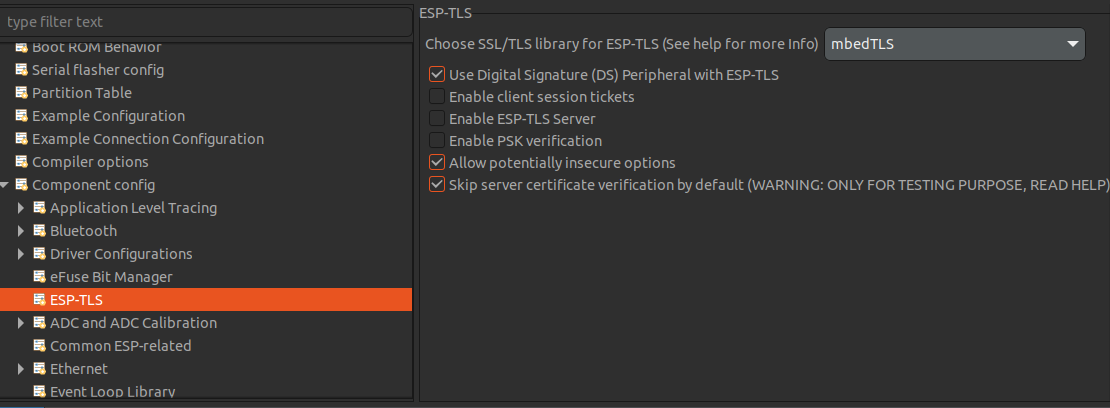 type filter text
Boot ROM Behavior
Serial flasher config
Partition Table
Example Configuration
Example Connection Configuration
Compiler options
Component config
Application Level Tracing
Bluetooth
Driver Configurations
eFuse Bit Manager
ESP-TLS
ADC and ADC Calibration
Common ESP-related
Ethernet
Event Loop Library
ESP-TLS
Choose SSL/TLS library for ESP-TLS (See help for more Info) mbedTLS
Use Digital Signature (DS) Peripheral with ESP-TLS
Enable client session tickets
Enable ESP-TLS Server
Enable PSK verification
Allow potentially insecure options
Skip server certificate verification by default (WARNING: ONLY FOR TESTING PURPOSE, READ HELP)